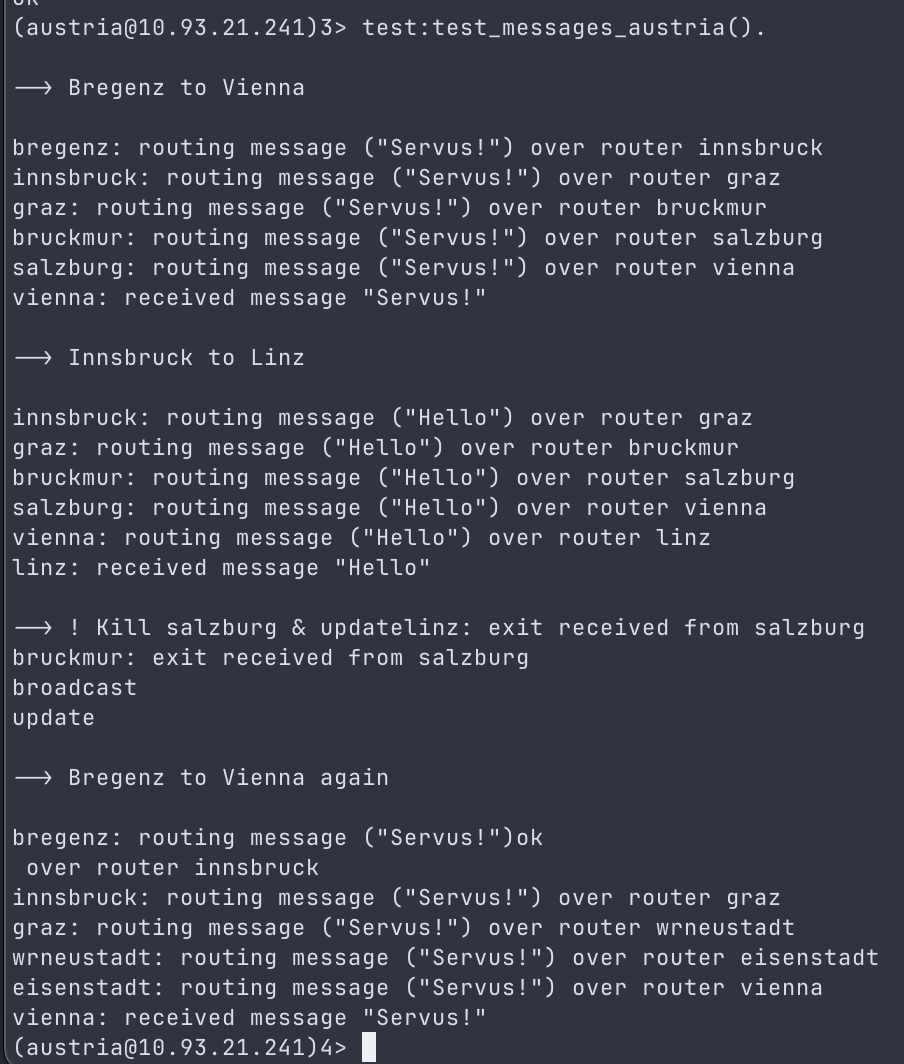 ok
(austria@10.93.21.241)3> test:test_messages_austria().
--> Bregenz to Vienna
bregenz: routing message ("Servus!") over router innsbruck
innsbruck: routing message ("Servus!") over router graz
graz: routing message ("Servus!") over router bruckmur
bruckmur: routing message ("Servus!") over router salzburg
salzburg: routing message ("Servus!") over router vienna
vienna: received message "Servus!"
--> Innsbruck to Linz
innsbruck: routing message ("Hello") over router graz
graz: routing message ("Hello") over router bruckmur
bruckmur: routing message ("Hello") over router salzburg
salzburg: routing message ("Hello") over router vienna
vienna: routing message ("Hello") over router linz
linz: received message "Hello"
--> ! Kill salzburg & updatelinz: exit received from salzburg
bruckmur: exit received from salzburg
broadcast
update
--> Bregenz to Vienna again
bregenz: routing message ("Servus!")ok
over router innsbruck
innsbruck: routing message ("Servus!") over router graz
graz: routing message ("Servus!") over router wrneustadt
wrneustadt: routing message ("Servus!") over router eisenstadt
eisenstadt: routing message ("Servus!") over router vienna
vienna: received message "Servus!"
(austria@10.93.21.241)4>